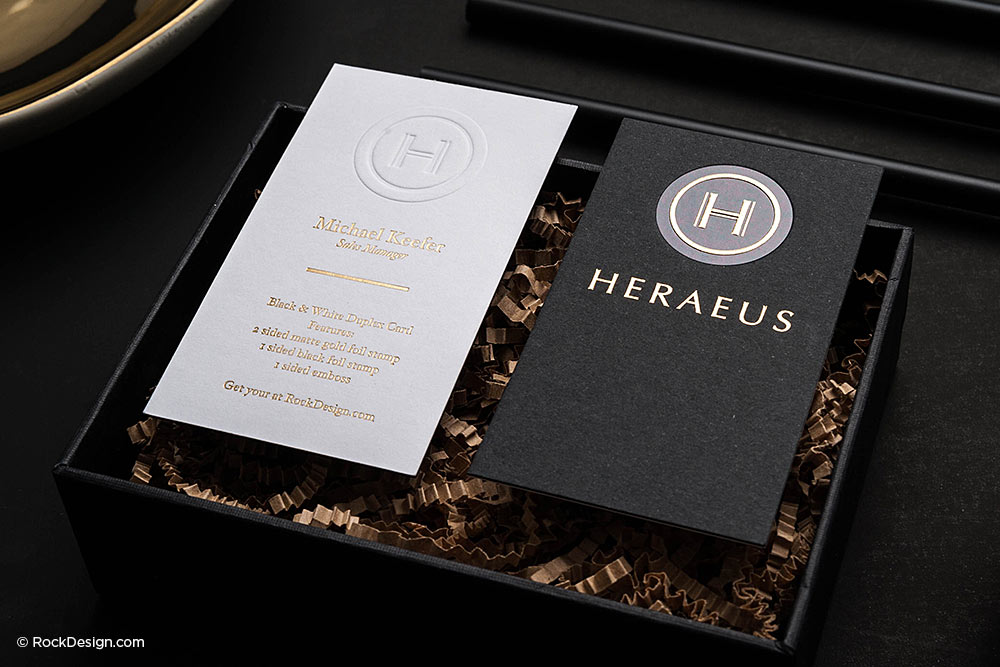 H
Michael Keefer
Sales Manager
Black & White Duplex Card
Features:
2 sided matte gold foil stamp
1 sided black foil stamp
1 sided emboss
Get your at RockDesign.com
H
HERAEUS
© RockDesign.com